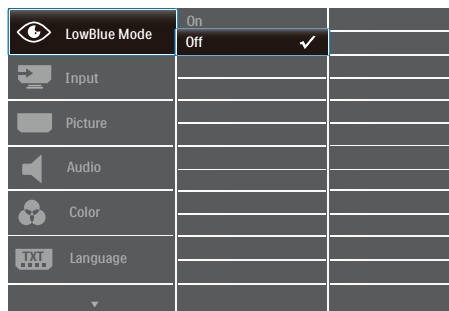 LowBlue Mode
On
Off
Input
Picture
Audio
Color
TXT
Language